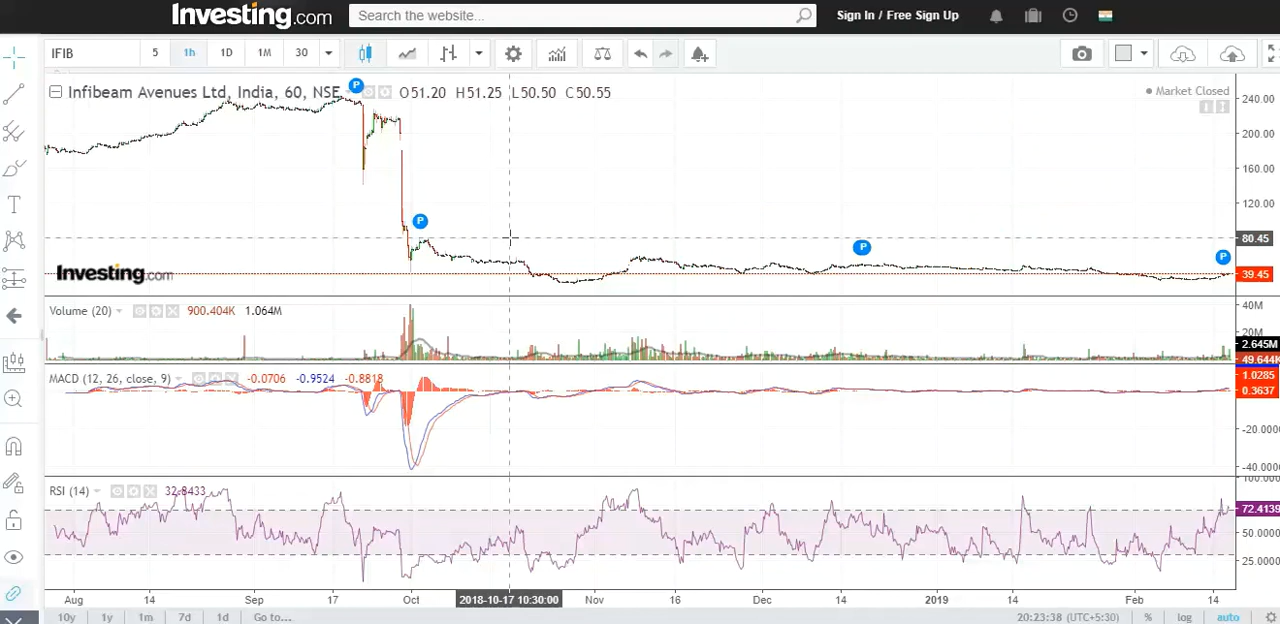 Investing.com Search the website... Sign In / Free Sign Up
IFIB 5 1h 1D 1M 30
Infibeam Avenues Ltd, India, 60, NSE O51.20 H51.25 L50.50 C50.55
Market Closed
P
P
P
P
240.00
200.00
160.00
120.00
80.45
39.45
Investing.com
Volume (20) 900.404K 1.064M
40M
20M
2.645M
49.644K
MACD (12, 26, close, 9) -0.0706 -0.9524 -0.8818
1.0285
0.3637
-20.0000
-40.0000
RSI (14) 32.8433
100.0000
72.4139
50.0000
25.0000
Aug 14 Sep 17 Oct 2018-10-17 10:30:00 Nov 16 Dec 14 2019 14 Feb 14
10y 1y 1m 7d 1d Go to... 20:23:38 (UTC+5:30) % log auto